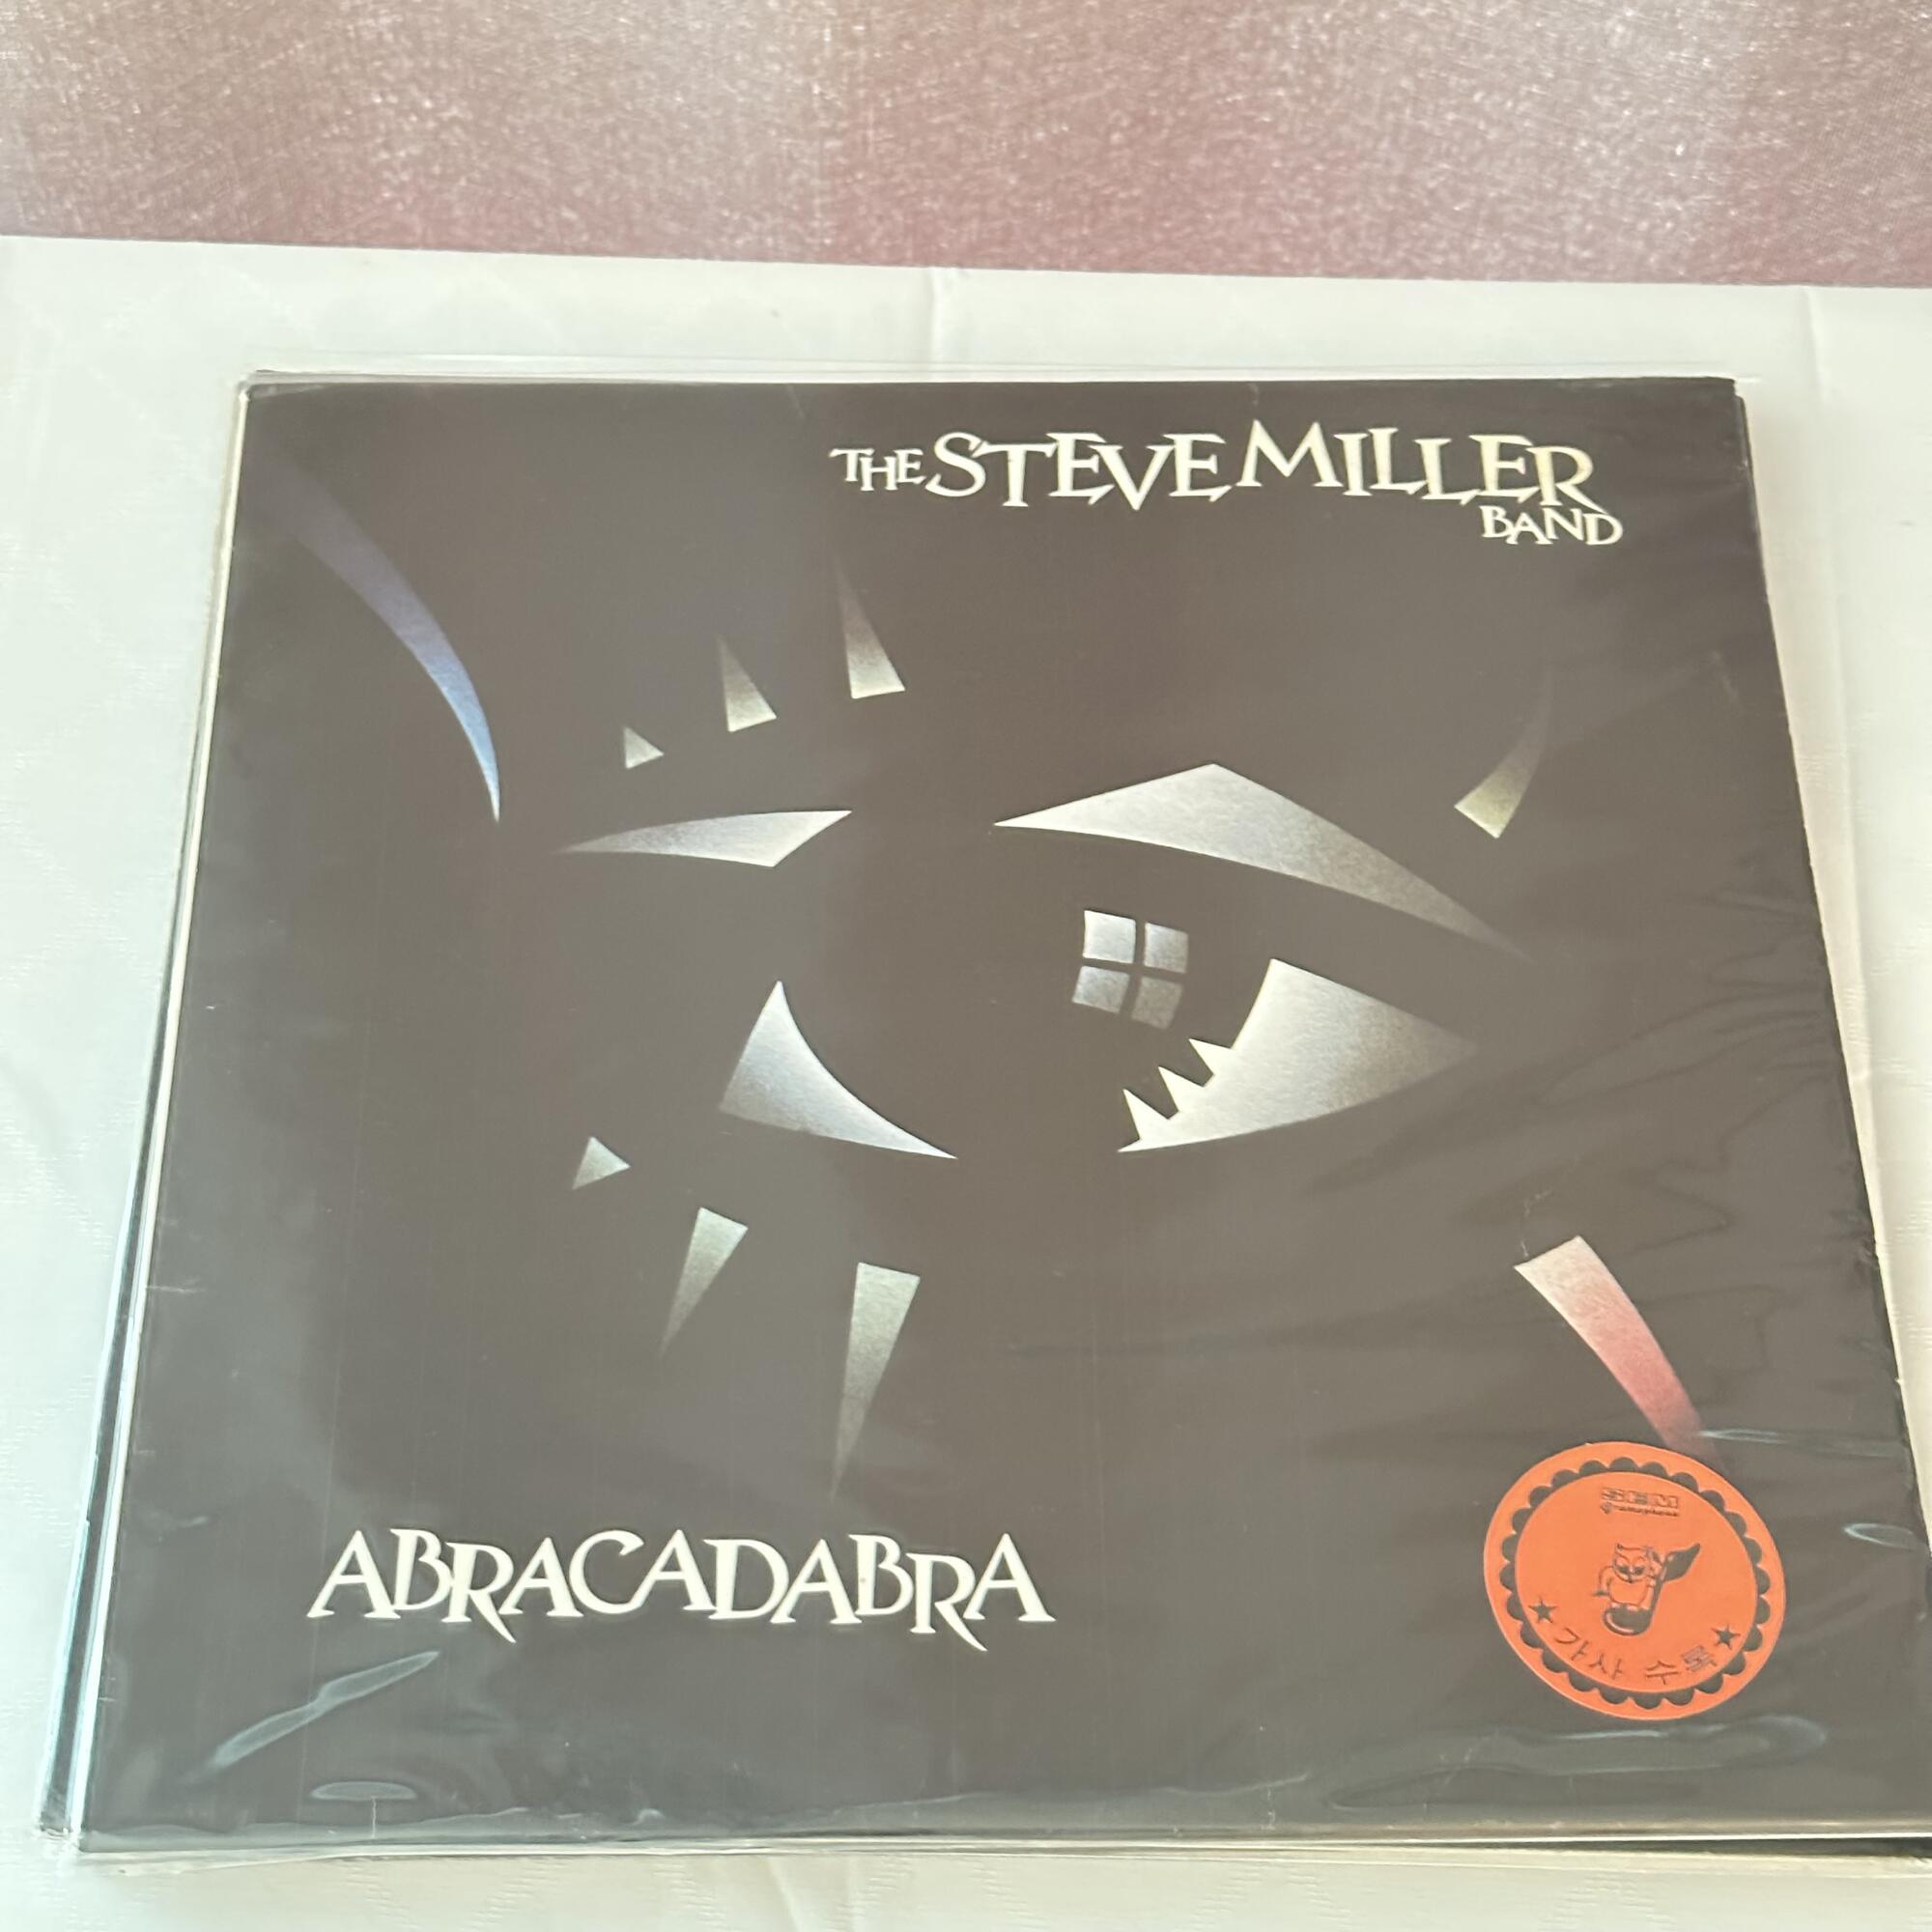 THE STEVE MILLER
BAND
ABRACADABRA
★ 가사 수록 ★